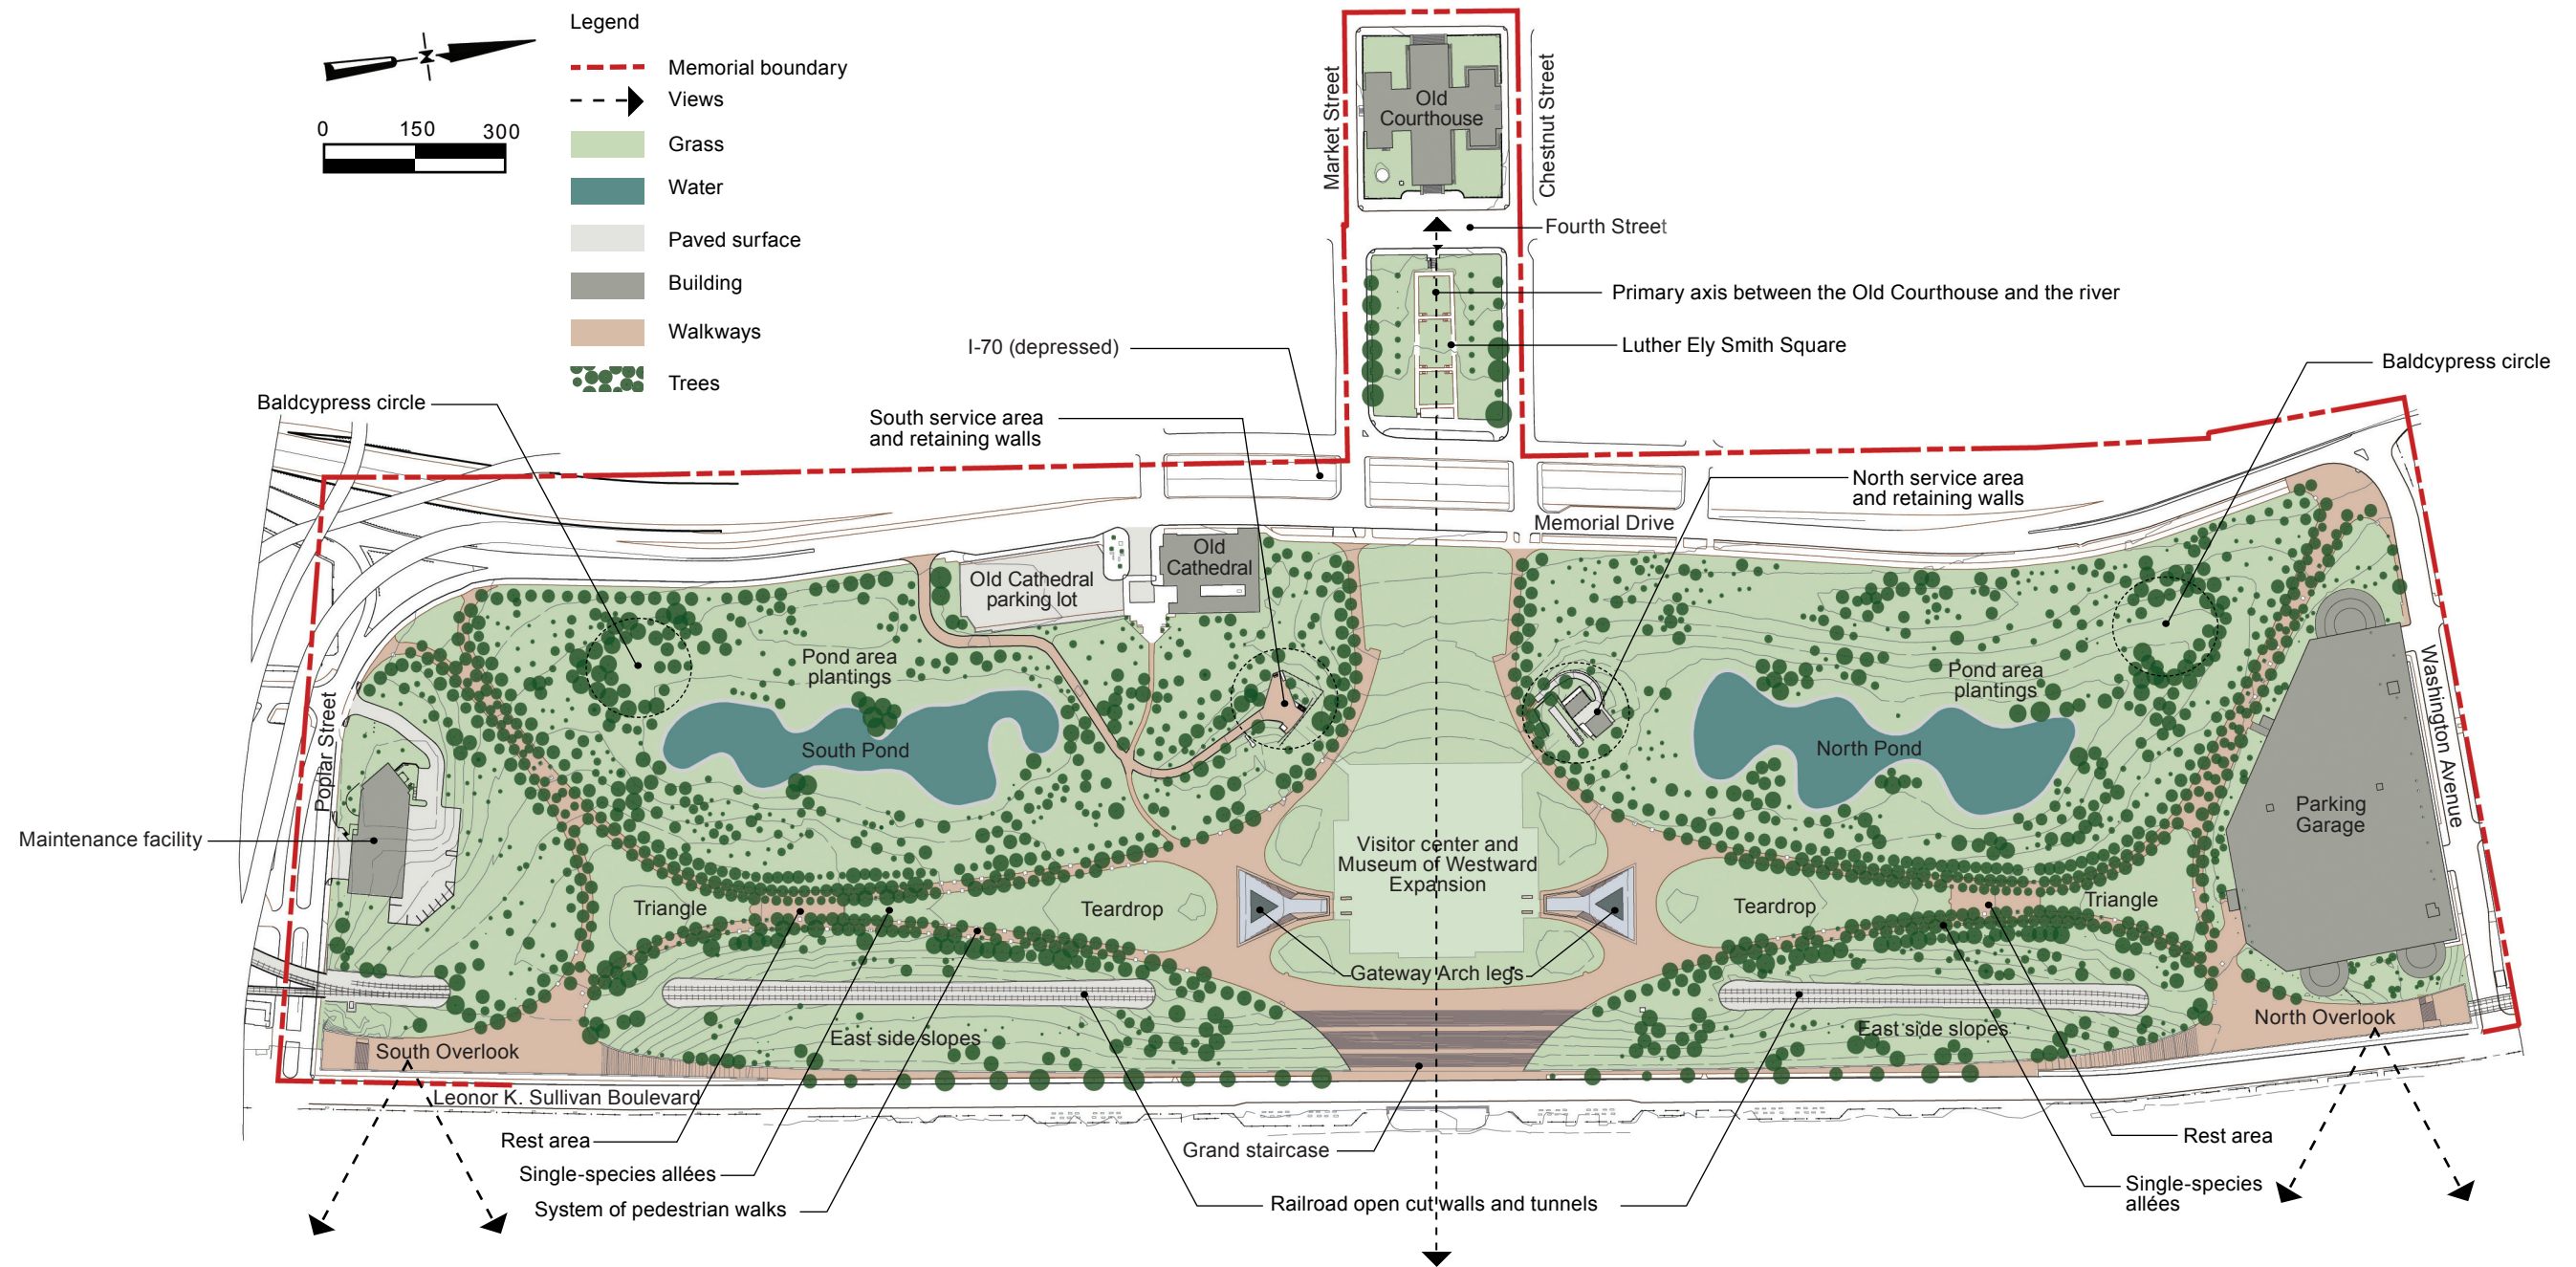 Legend
Memorial boundary
Views
0 150 300
Grass
Water
Paved surface
Building
Walkways
Trees
Market Street
Old
Courthouse
Chestnut Street
Fourth Street
Primary axis between the Old Courthouse and the river
Luther Ely Smith Square
I-70 (depressed)
Baldcypress circle
Baldcypress circle
South service area
and retaining walls
North service area
and retaining walls
Memorial Drive
Old
Cathedral
Old Cathedral
parking lot
Pond area
plantings
Pond area
plantings
South Pond
North Pond
Poplar Street
Washington Avenue
Maintenance facility
Parking
Garage
Visitor center and
Museum of Westward
Expansion
Triangle
Teardrop
Teardrop
Triangle
Gateway Arch legs
East side slopes
East side slopes
South Overlook
North Overlook
Leonor K. Sullivan Boulevard
Rest area
Grand staircase
Rest area
Single-species allées
Single-species
allées
System of pedestrian walks
Railroad open cut walls and tunnels